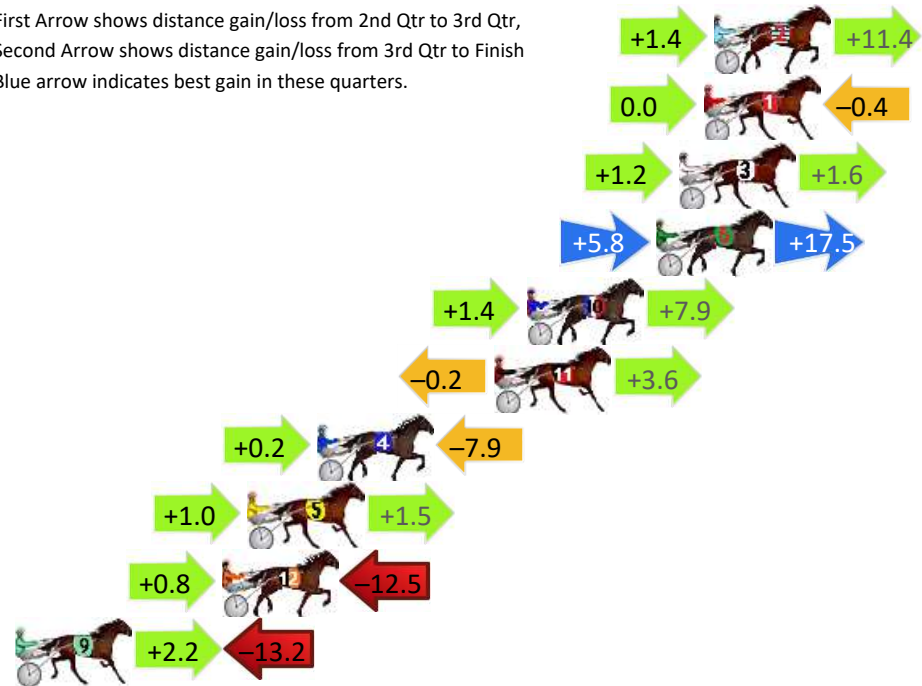 First Arrow shows distance gain/loss from 2nd Qtr to 3rd Qtr,
Second Arrow shows distance gain/loss from 3rd Qtr to Finish
Blue arrow indicates best gain in these quarters.
+1.4 +11.4
0.0 1 –0.4
+1.2 3 +1.6
+5.8 +17.5
+1.4 10 +7.9
–0.2 11 +3.6
+0.2 4 –7.9
+1.0 5 +1.5
+0.8 12 –12.5
9 +2.2 –13.2